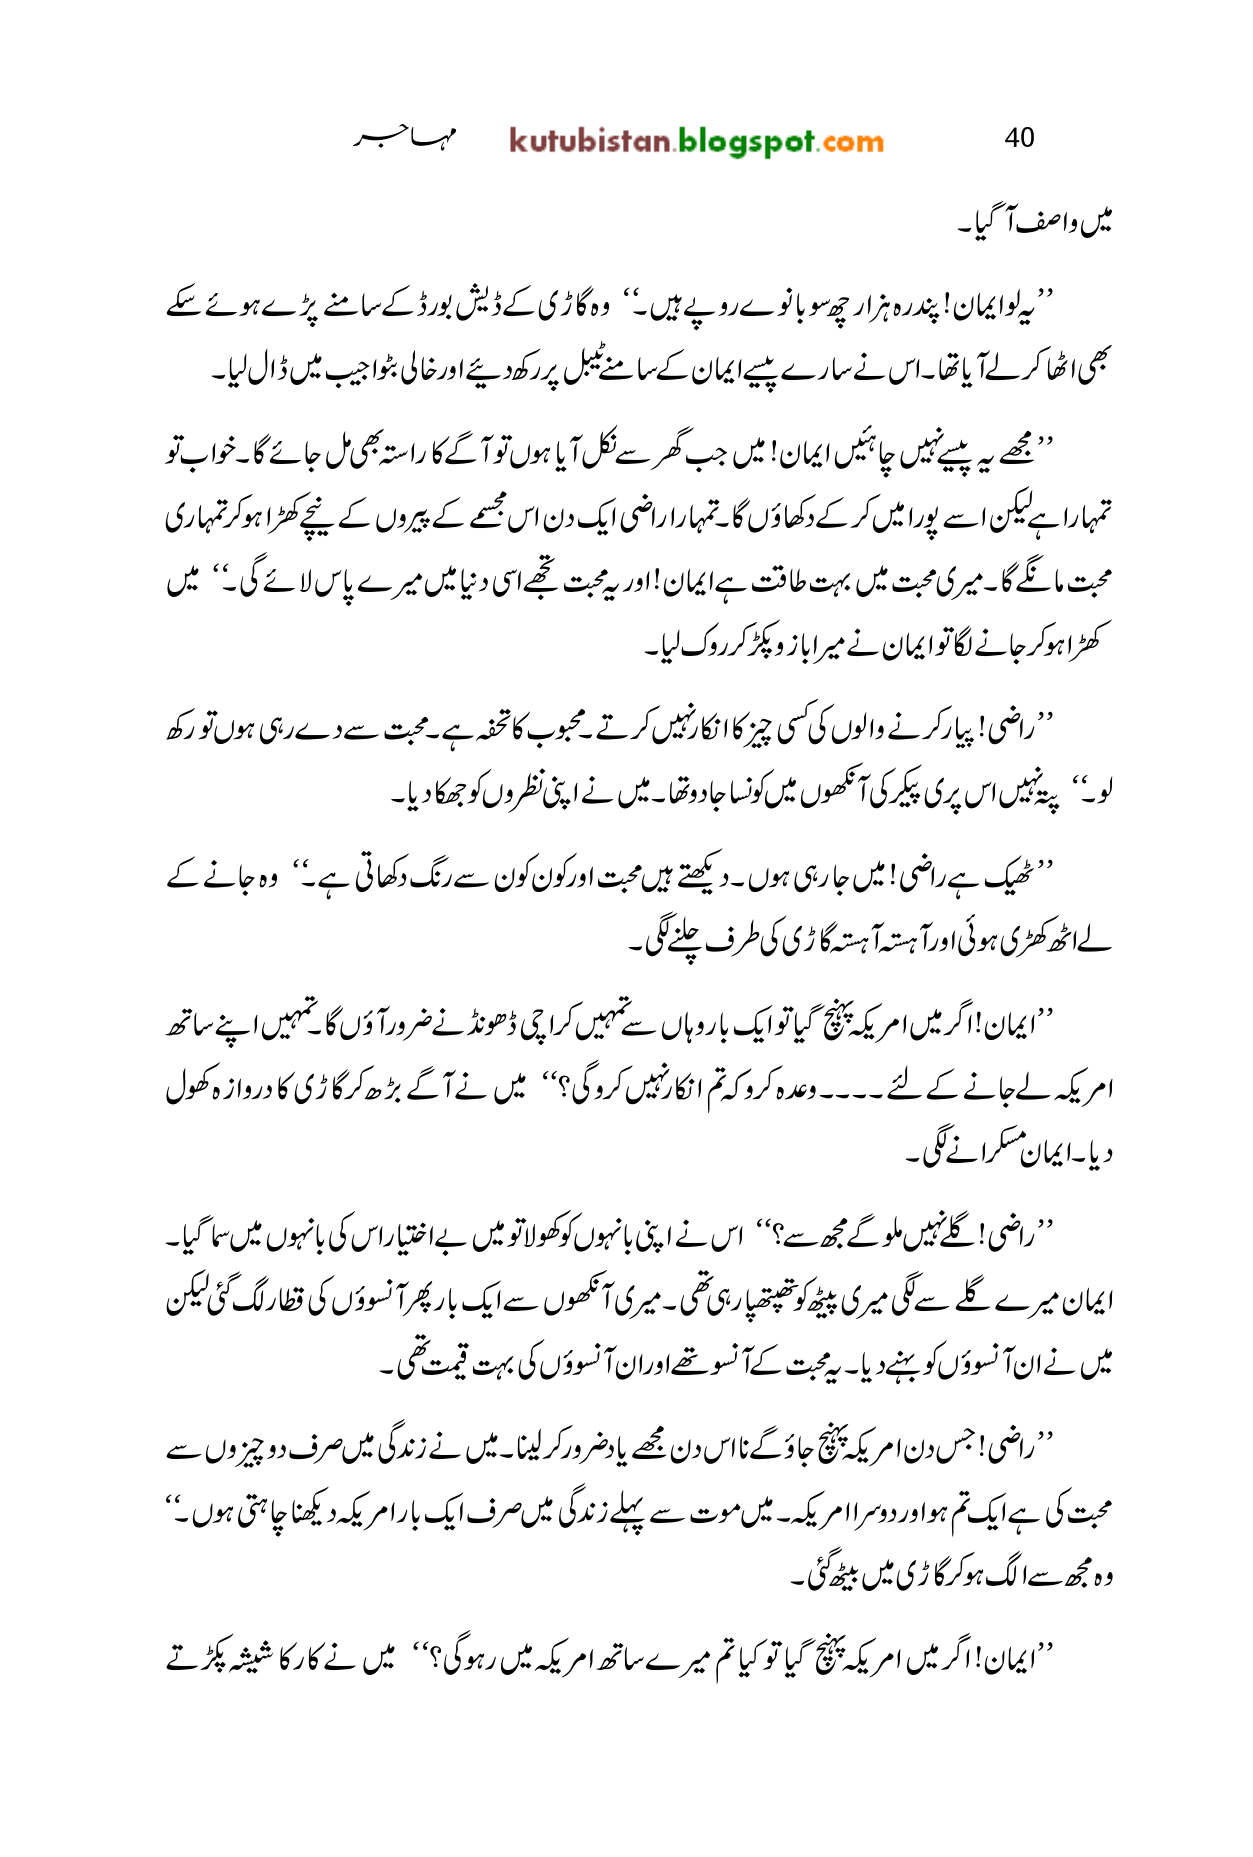 40 kutubistan.blogspot.com مہاجر
میں واصف آ گیا۔
’’یہ لو ایمان! پندرہ ہزار چھ سو بانوے روپے ہیں۔‘‘ وہ گاڑی کے ڈیش بورڈ کے سامنے پڑے ہوئے سکے
بھی اٹھا کر لے آیا تھا۔ اس نے سارے پیسے ایمان کے سامنے ٹیبل پر رکھ دیئے اور خالی بٹوا جیب میں ڈال لیا۔
’’مجھے یہ پیسے نہیں چاہئیں ایمان! میں جب گھر سے نکل آیا ہوں تو آگے کا راستہ بھی مل جائے گا۔ خواب تو
تمہارا ہے لیکن اسے پورا میں کر کے دکھاؤں گا۔ تمہارا راضی ایک دن اس مجسمے کے پیروں کے نیچے کھڑا ہو کر تمہاری
محبت مانگے گا۔ میری محبت میں بہت طاقت ہے ایمان! اور یہ محبت تجھے اسی دنیا میں میرے پاس لائے گی۔‘‘ میں
کھڑا ہو کر جانے لگا تو ایمان نے میرا بازو پکڑ کر روک لیا۔
’’راضی! پیار کرنے والوں کی کسی چیز کا انکار نہیں کرتے۔ محبوب کا تحفہ ہے۔ محبت سے دے رہی ہوں تو رکھ
لو۔‘‘ پتہ نہیں اس پری پیکر کی آنکھوں میں کونسا جادو تھا۔ میں نے اپنی نظروں کو جھکا دیا۔
’’ٹھیک ہے راضی! میں جا رہی ہوں۔ دیکھتے ہیں محبت اور کون کون سے رنگ دکھاتی ہے۔‘‘ وہ جانے کے
لے اٹھ کھڑی ہوئی اور آہستہ آہستہ گاڑی کی طرف چلنے لگی۔
’’ایمان! اگر میں امریکہ پہنچ گیا تو ایک بار وہاں سے تمہیں کراچی ڈھونڈنے ضرور آؤں گا۔ تمہیں اپنے ساتھ
امریکہ لے جانے کے لئے ۔۔۔۔ وعدہ کرو کہ تم انکار نہیں کرو گی؟‘‘ میں نے آگے بڑھ کر گاڑی کا دروازہ کھول
دیا۔ ایمان مسکرانے لگی۔
’’راضی! گلے نہیں ملو گے مجھ سے؟‘‘ اس نے اپنی بانہوں کو کھولا تو میں بے اختیار اس کی بانہوں میں سما گیا۔
ایمان میرے گلے سے لگی میری پیٹھ کو تھپتھپا رہی تھی۔ میری آنکھوں سے ایک بار پھر آنسوؤں کی قطار لگ گئی لیکن
میں نے ان آنسوؤں کو بہنے دیا۔ یہ محبت کے آنسو تھے اور ان آنسوؤں کی بہت قیمت تھی۔
’’راضی! جس دن امریکہ پہنچ جاؤ گے نا اس دن مجھے یاد ضرور کر لینا۔ میں نے زندگی میں صرف دو چیزوں سے
محبت کی ہے ایک تم ہو اور دوسرا امریکہ۔ میں موت سے پہلے زندگی میں صرف ایک بار امریکہ دیکھنا چاہتی ہوں۔‘‘
وہ مجھ سے الگ ہو کر گاڑی میں بیٹھ گئی۔
’’ایمان! اگر میں امریکہ پہنچ گیا تو کیا تم میرے ساتھ امریکہ میں رہو گی؟‘‘ میں نے کار کا شیشہ پکڑتے